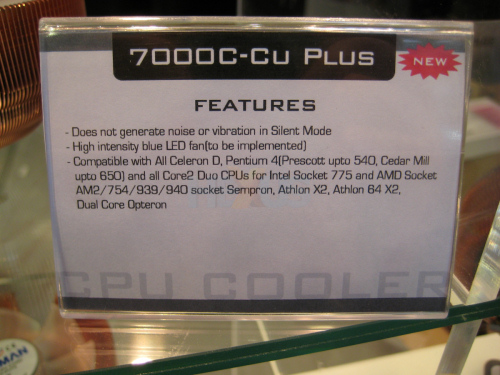 7000C-Cu Plus
NEW
FEATURES
- Does not generate noise or vibration in Silent Mode
- High intensity blue LED fan(to be implemented)
- Compatible with All Celeron D, Pentium 4(Prescott upto 540, Cedar Mill
upto 650) and all Core2 Duo CPUs for Intel Socket 775 and AMD Socket
AM2/754/939/940 socket Sempron, Athlon X2, Athlon 64 X2,
Dual Core Opteron
CPU COOLER